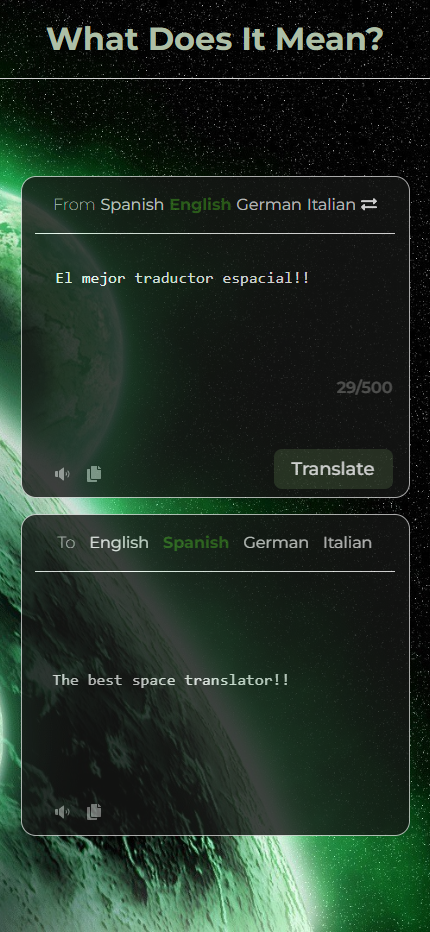 What Does It Mean?
From Spanish English German Italian
El mejor traductor espacial!!
29/500
Translate
To English Spanish German Italian
The best space translator!!